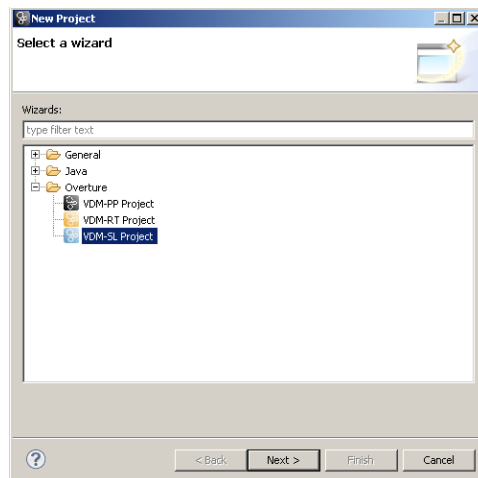 New Project
Select a wizard
Wizards:
type filter text
General
Java
Overture
VDM-PP Project
VDM-RT Project
VDM-SL Project
?
< Back Next > Finish Cancel